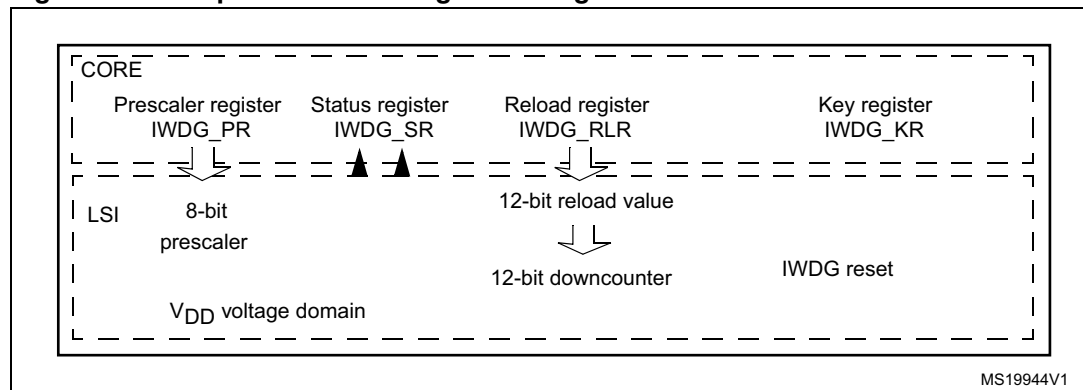 CORE
Prescaler register Status register Reload register Key register
IWDG_PR IWDG_SR IWDG_RLR IWDG_KR
LSI
8-bit
prescaler
12-bit reload value
12-bit downcounter
IWDG reset
VDD voltage domain
MS19944V1